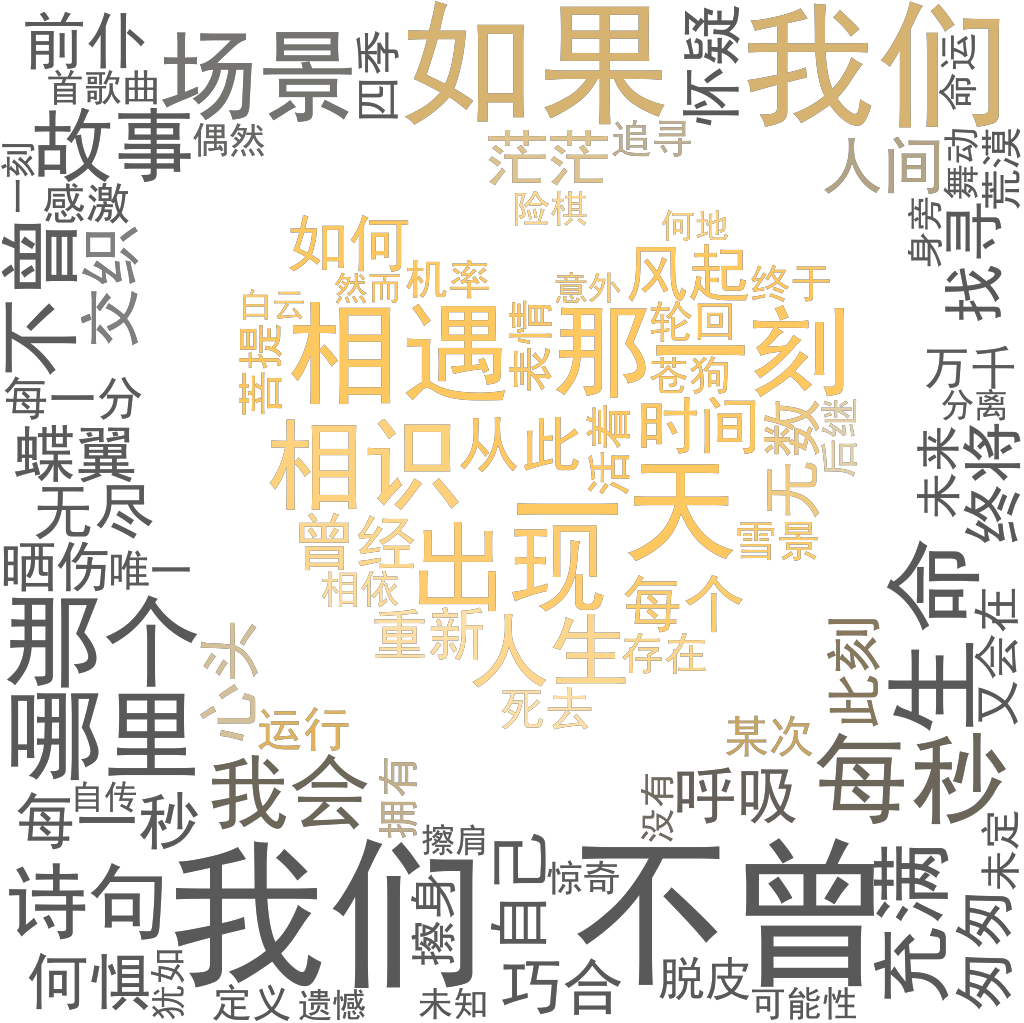 前仆
场景
四季
如果
怀疑
我们
命运
首歌曲
故事
偶然
茫茫
追寻
人间
舞动
荒漠
一刻
感激
险棋
何地
身旁
找寻
不曾
交织
如何
机率
然而
意外
风起
终于
白云
菩提
相遇
表情
那一刻
轮回
苍狗
万千
分离
每一分
蝶翼
相识
从此
活着
时间
无数
后继
未来
终将
无尽
曾经
出现
一天
雪景
晒伤
唯一
相依
每个
生命
又会在
那个
心头
重新
人生
存在
此刻
死去
哪里
运行
某次
每秒
我会
拥有
没有
呼吸
自传
每一秒
擦肩
诗句
我们
擦身
自己
惊奇
不曾
充满
未定
匆匆
何惧
犹如
定义
遗憾
未知
巧合
脱皮
可能性